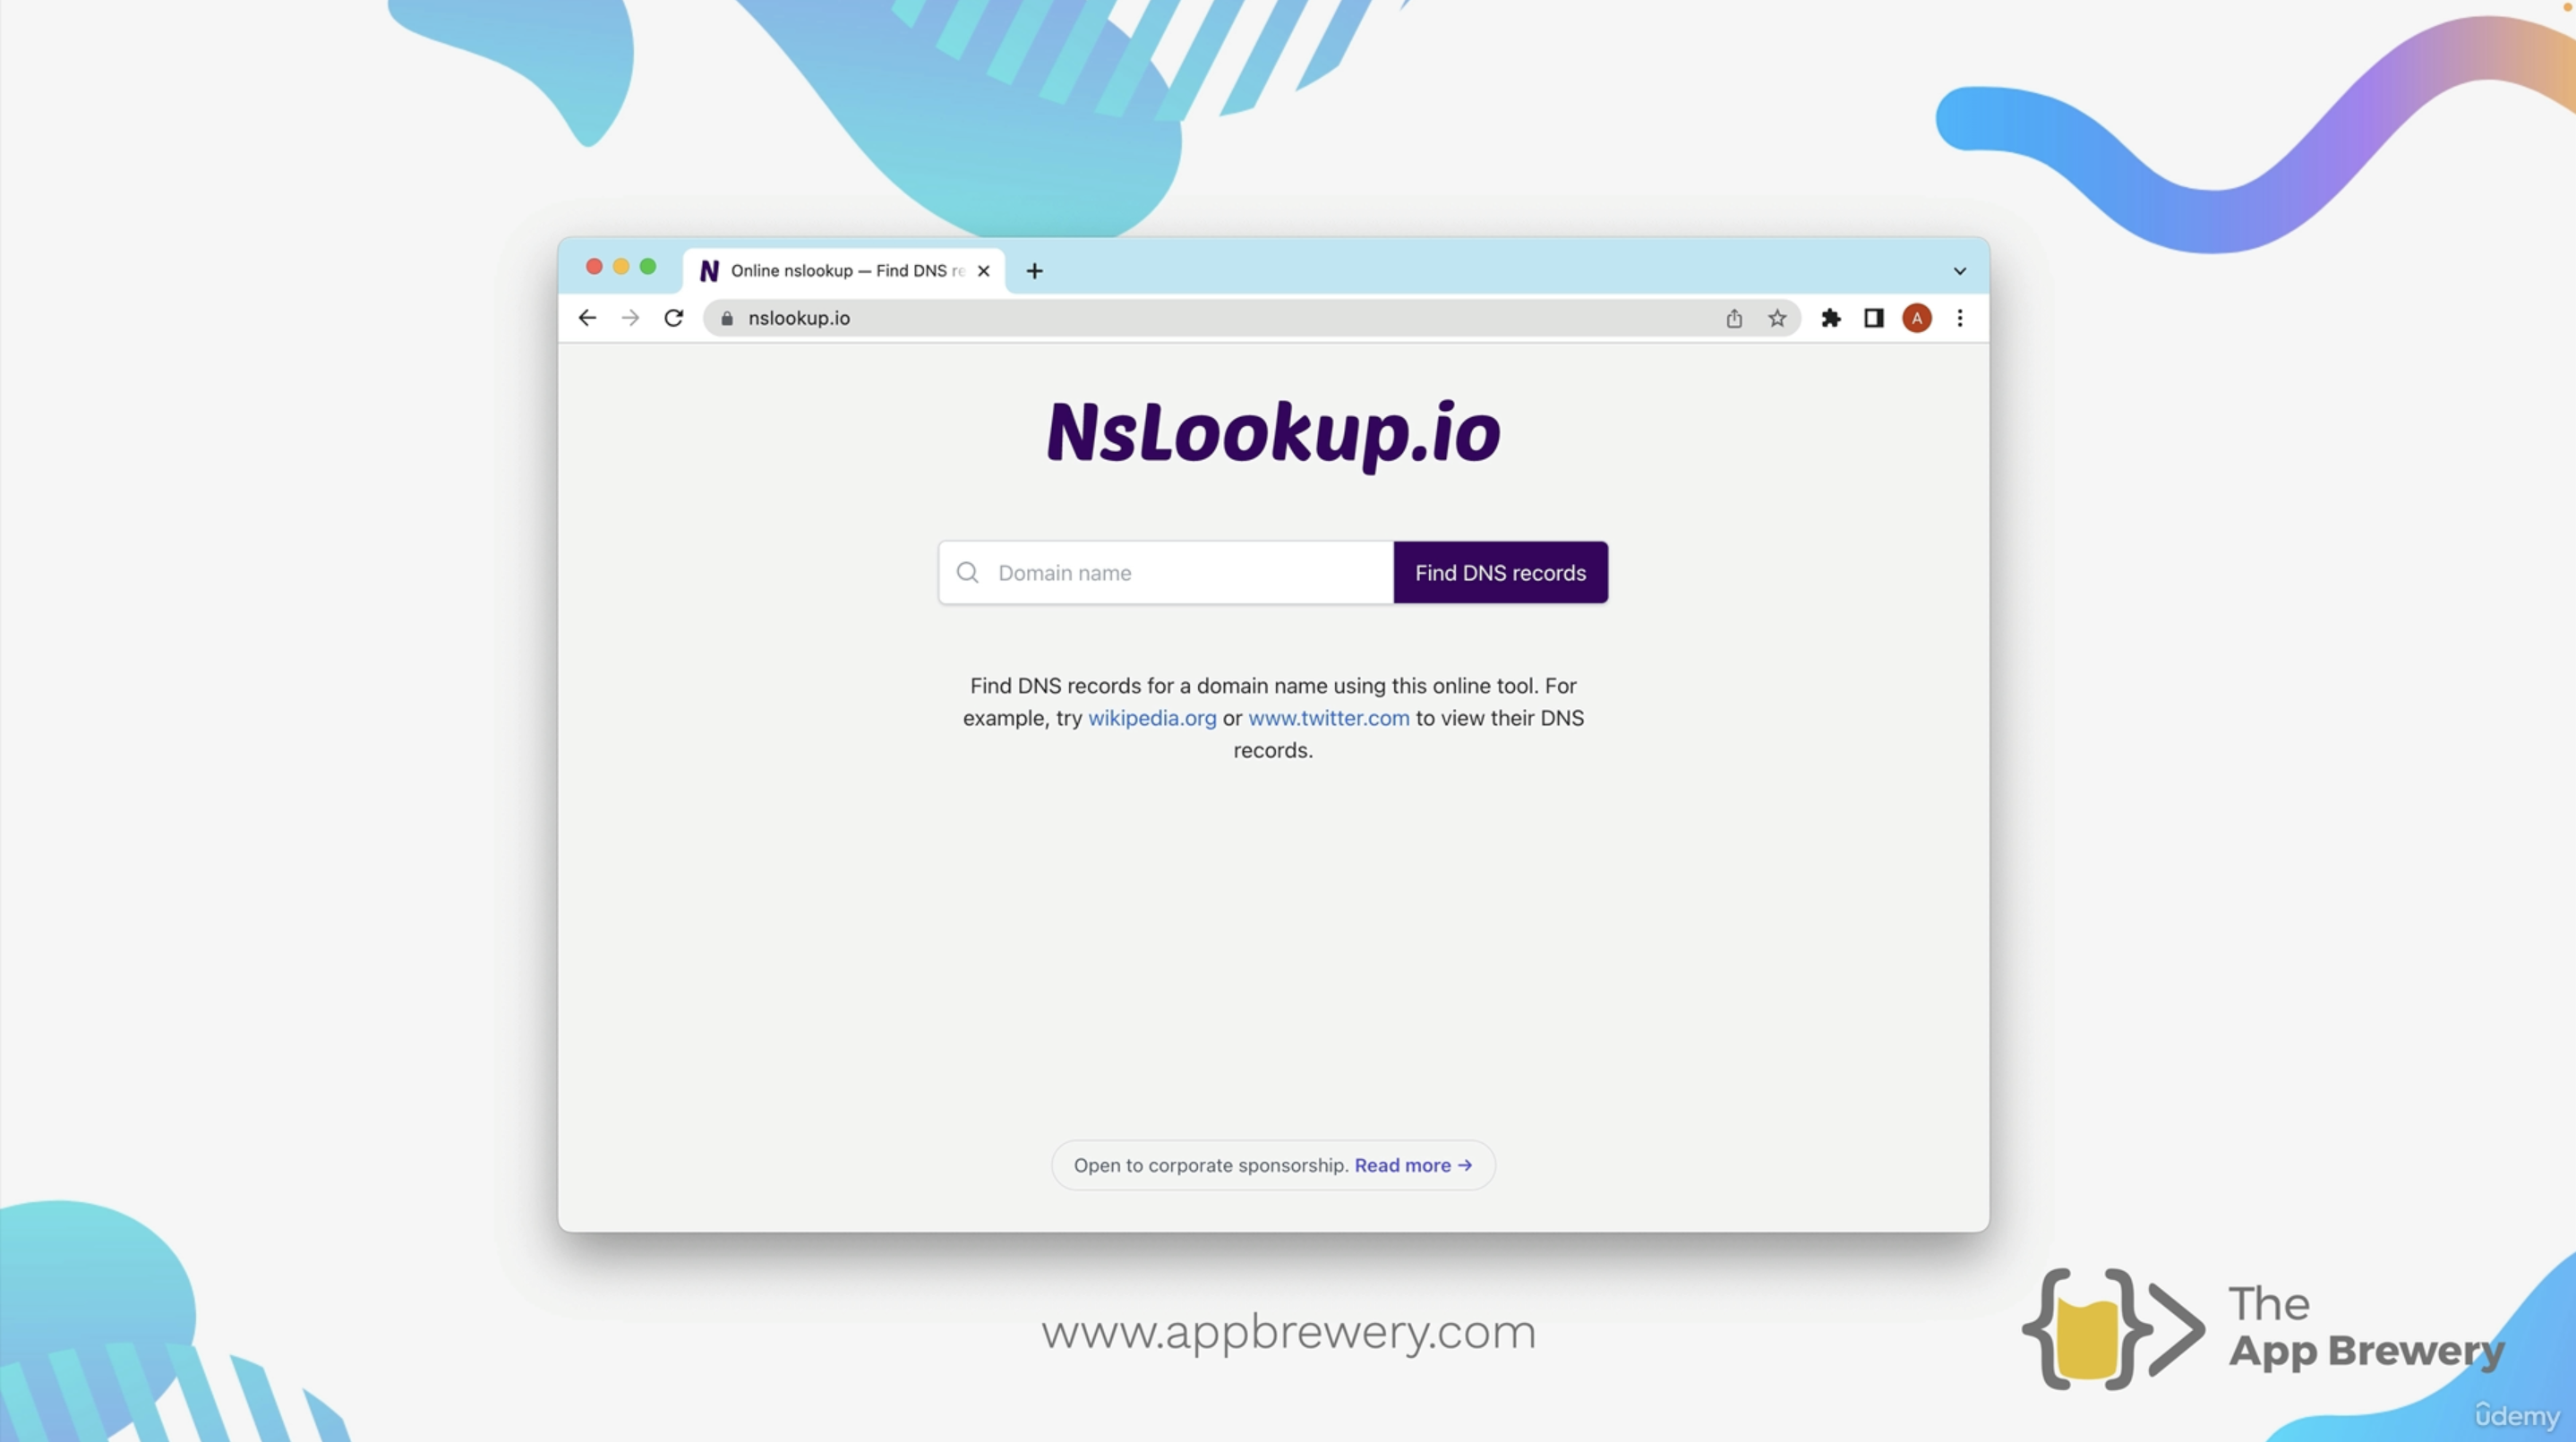 N Online nslookup — Find DNS re
nslookup.io
A
NsLookup.io
Domain name
Find DNS records
Find DNS records for a domain name using this online tool. For
example, try wikipedia.org or www.twitter.com to view their DNS
records.
Open to corporate sponsorship. Read more →
www.appbrewery.com
The
App Brewery
ûdemy